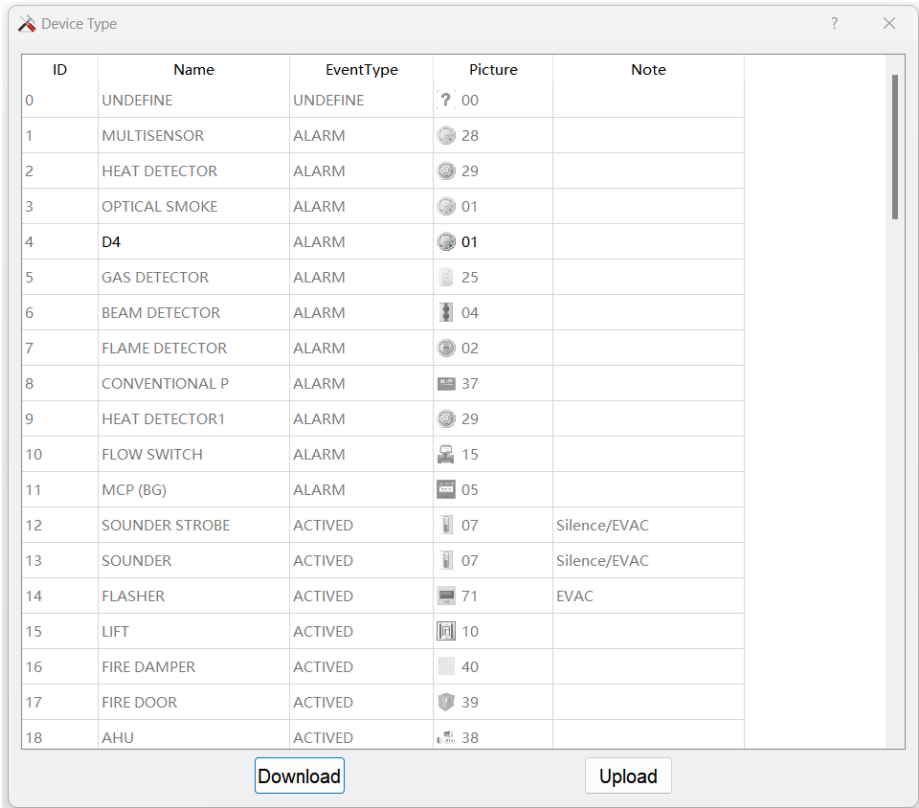 Device Type ?
ID Name EventType Picture Note
0 UNDEFINE UNDEFINE ? 00
1 MULTISENSOR ALARM 28
2 HEAT DETECTOR ALARM 29
3 OPTICAL SMOKE ALARM 01
4 D4 ALARM 01
5 GAS DETECTOR ALARM 25
6 BEAM DETECTOR ALARM 04
7 FLAME DETECTOR ALARM 02
8 CONVENTIONAL P ALARM 37
9 HEAT DETECTOR1 ALARM 29
10 FLOW SWITCH ALARM 15
11 MCP (BG) ALARM 05
12 SOUNDER STROBE ACTIVED 07 Silence/EVAC
13 SOUNDER ACTIVED 07 Silence/EVAC
14 FLASHER ACTIVED 71 EVAC
15 LIFT ACTIVED 10
16 FIRE DAMPER ACTIVED 40
17 FIRE DOOR ACTIVED 39
18 AHU ACTIVED 38
Download Upload